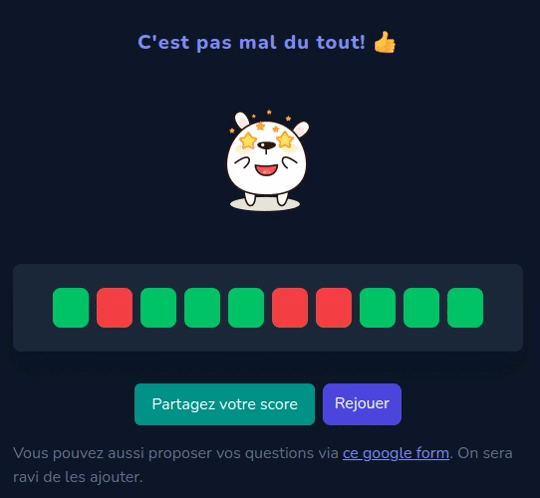 C'est pas mal du tout! 👍
Partagez votre score
Rejouer
Vous pouvez aussi proposer vos questions via ce google form. On sera
ravi de les ajouter.